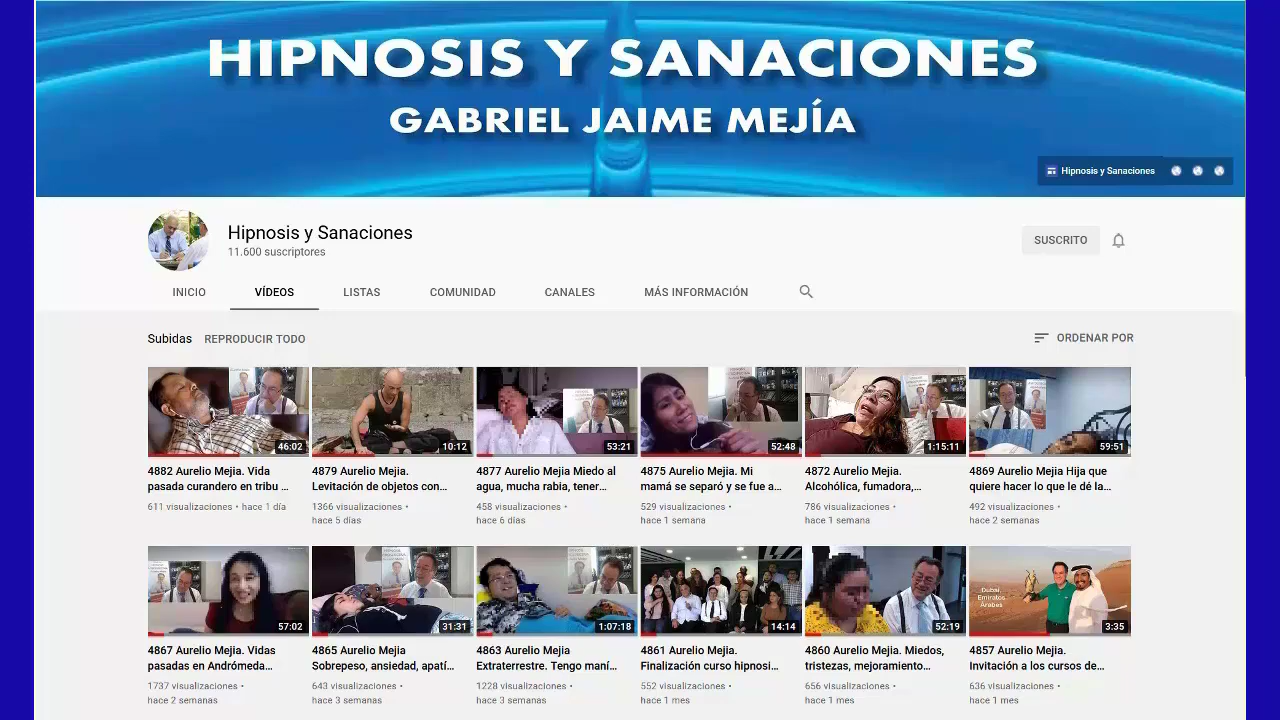 HIPNOSIS Y SANACIONES
GABRIEL JAIME MEJÍA
Hipnosis y Sanaciones
Hipnosis y Sanaciones
11.600 suscriptores
SUSCRITO
INICIO VÍDEOS LISTAS COMUNIDAD CANALES MÁS INFORMACIÓN
Subidas REPRODUCIR TODO ORDENAR POR
46:02 10:12 53:21 52:48 1:15:11 59:51
4882 Aurelio Mejia. Vida
pasada curandero en tribu ...
611 visualizaciones • hace 1 día
4879 Aurelio Mejia.
Levitación de objetos con...
1366 visualizaciones •
hace 5 días
4877 Aurelio Mejia Miedo al
agua, mucha rabia, tener...
458 visualizaciones •
hace 6 días
4875 Aurelio Mejia. Mi
mamá se separó y se fue a...
529 visualizaciones •
hace 1 semana
4872 Aurelio Mejia.
Alcohólica, fumadora,...
786 visualizaciones •
hace 1 semana
4869 Aurelio Mejia Hija que
quiere hacer lo que le dé la...
492 visualizaciones •
hace 2 semanas
Dubai,
Emiratos
Árabes
57:02 31:31 1:07:18 14:14 52:19 3:35
4867 Aurelio Mejia. Vidas
pasadas en Andrómeda...
1737 visualizaciones •
hace 2 semanas
4865 Aurelio Mejia
Sobrepeso, ansiedad, apatí...
643 visualizaciones •
hace 3 semanas
4863 Aurelio Mejia
Extraterrestre. Tengo maní...
1228 visualizaciones •
hace 3 semanas
4861 Aurelio Mejia.
Finalización curso hipnosi...
552 visualizaciones •
hace 1 mes
4860 Aurelio Mejia. Miedos,
tristezas, mejoramiento...
656 visualizaciones •
hace 1 mes
4857 Aurelio Mejia.
Invitación a los cursos de...
636 visualizaciones •
hace 1 mes